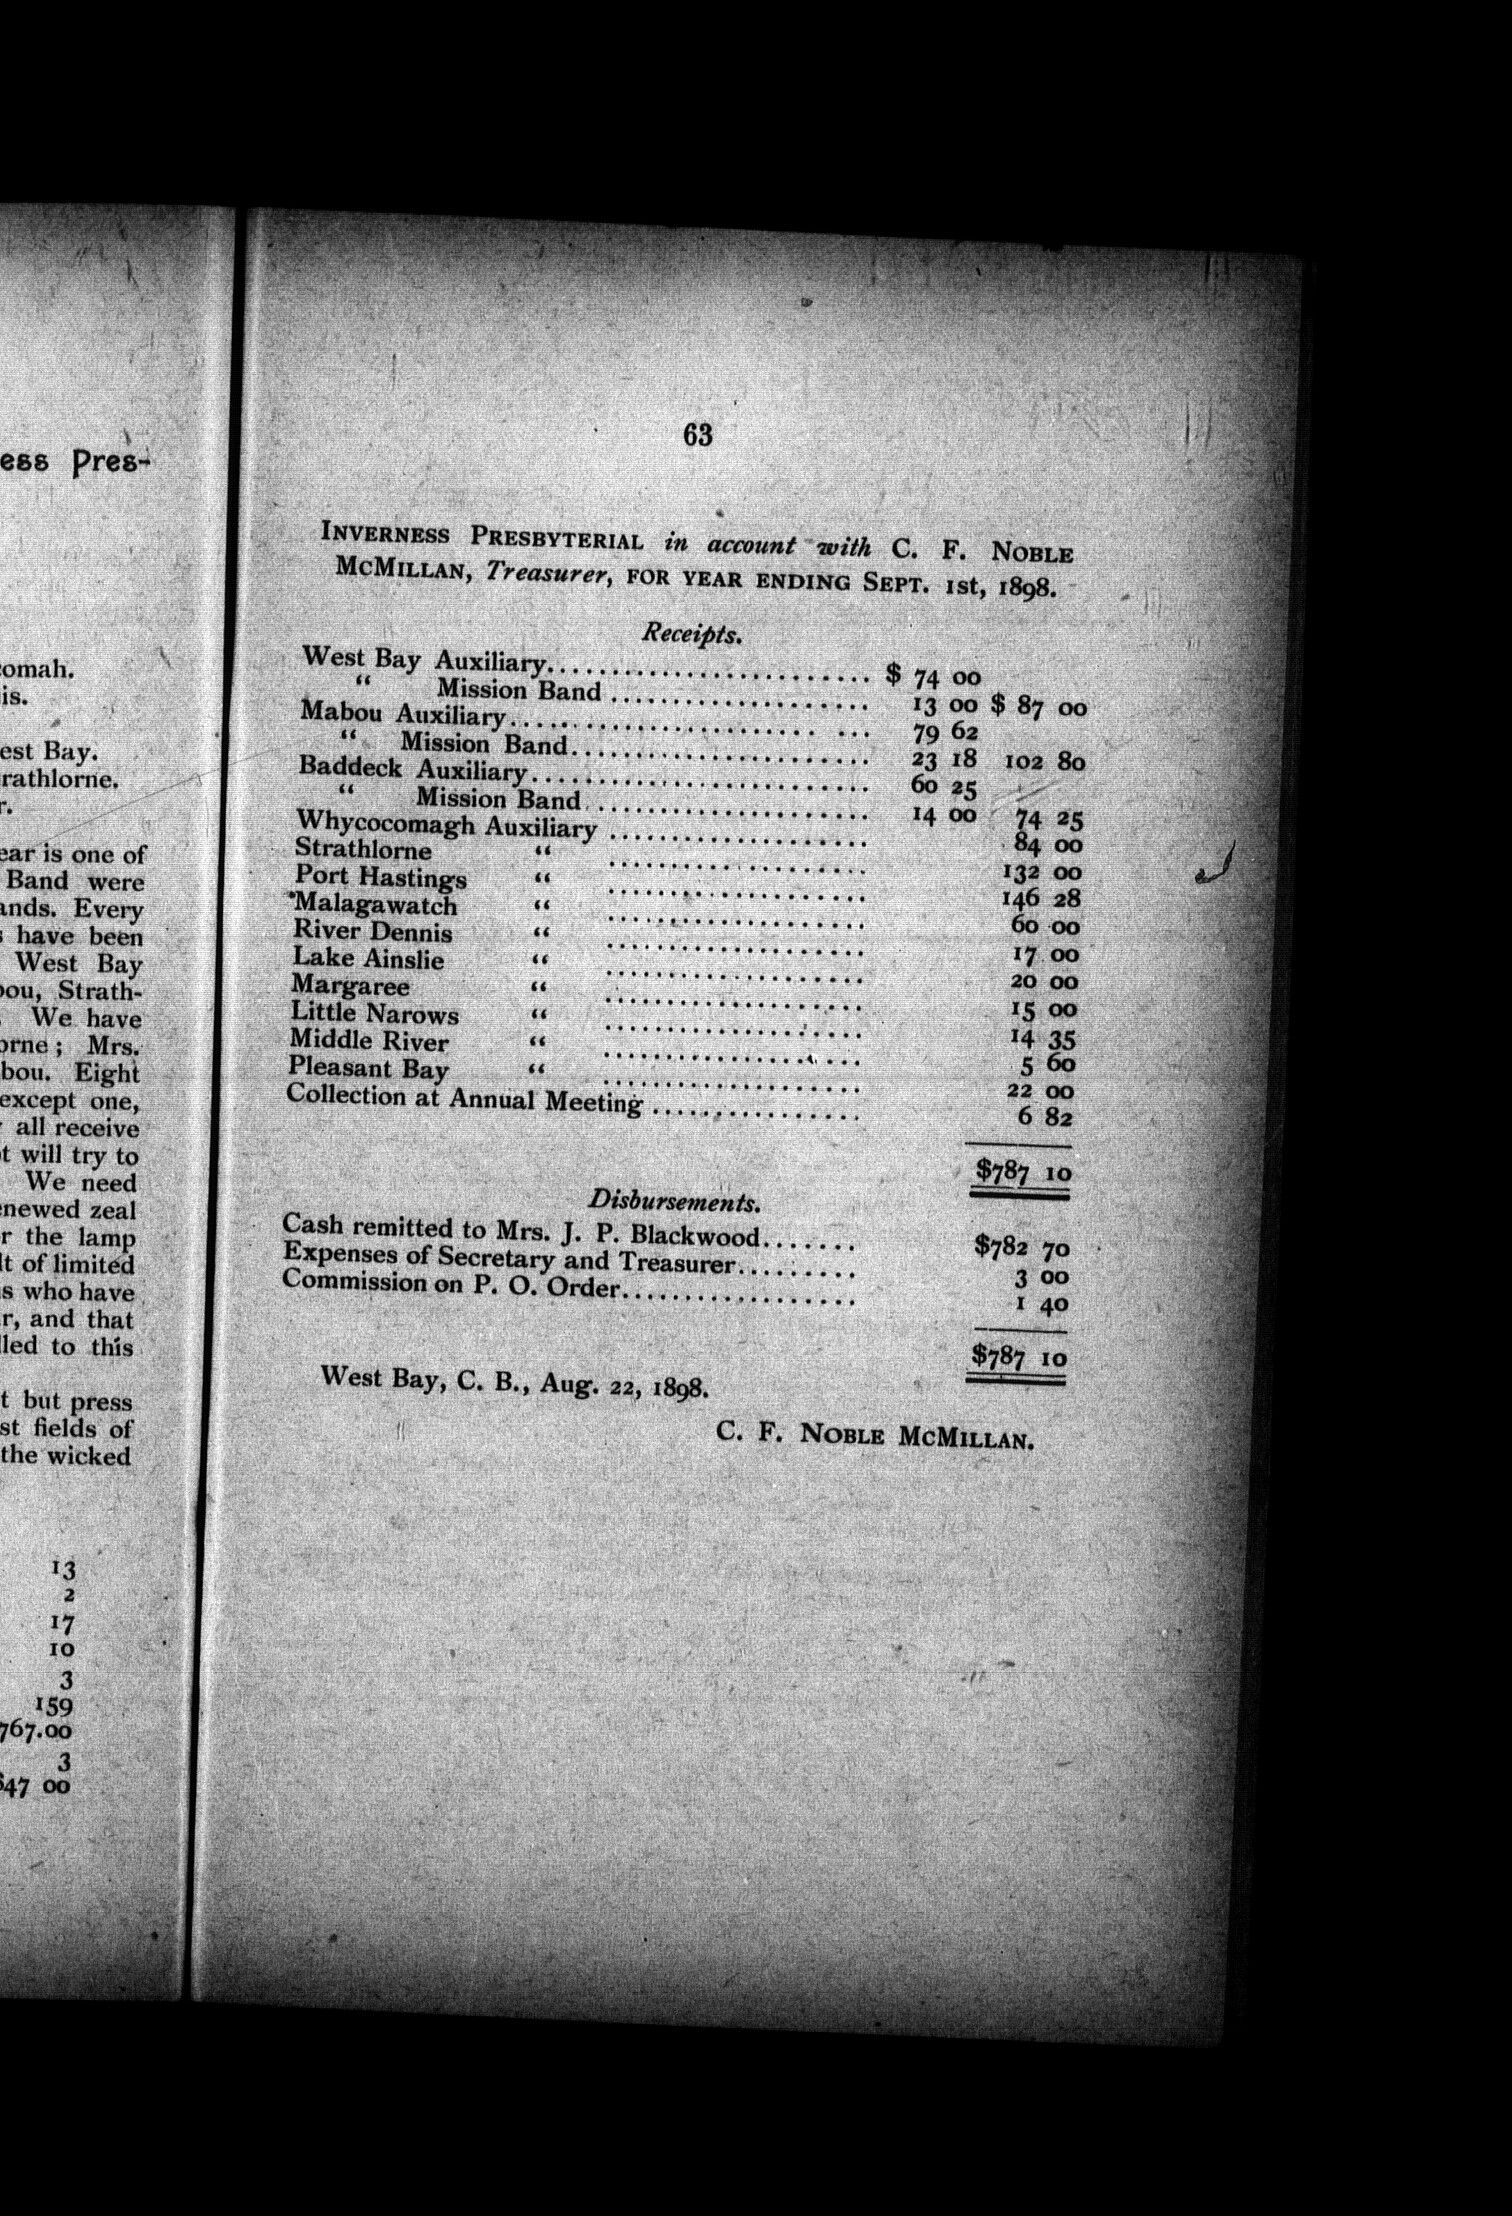 ess Pres-
comah.
is.
est Bay.
rathlorne.
r.
ear is one of
Band were
ands. Every
s have been
West Bay
bou, Strath-
. We have
orne; Mrs.
bou. Eight
except one,
all receive
t will try to
We need
enewed zeal
r the lamp
lt of limited
s who have
r, and that
lled to this
t but press
st fields of
the wicked
13
2
17
10
3
159
767.00
3
$47 00
63
INVERNESS PRESBYTERIAL in account with C. F. NOBLE
MCMILLAN, Treasurer, FOR YEAR ENDING SEPT. 1st, 1898.
Receipts.
West Bay Auxiliary.......................... $ 74 00
“ Mission Band ..................... 13 00 $ 87 00
Mabou Auxiliary......................... ... 79 62
“ Mission Band........................ 23 18 102 80
Baddeck Auxiliary........................... 60 25
“ Mission Band ...................... 14 00 74 25
Whycocomagh Auxiliary ..................... 84 00
Strathlorne “ ..................... 132 00
Port Hastings “ ..................... 146 28
Malagawatch “ ..................... 60 00
River Dennis “ ..................... 17 00
Lake Ainslie “ ..................... 20 00
Margaree “ ..................... 15 00
Little Narows “ ..................... 14 35
Middle River “ ..................... 5 60
Pleasant Bay “ ..................... 22 00
Collection at Annual Meeting ................ 6 82
$787 10
Disbursements.
Cash remitted to Mrs. J. P. Blackwood....... $782 70
Expenses of Secretary and Treasurer......... 3 00
Commission on P. O. Order.................. 1 40
$787 10
West Bay, C. B., Aug. 22, 1898.
C. F. NOBLE MCMILLAN.